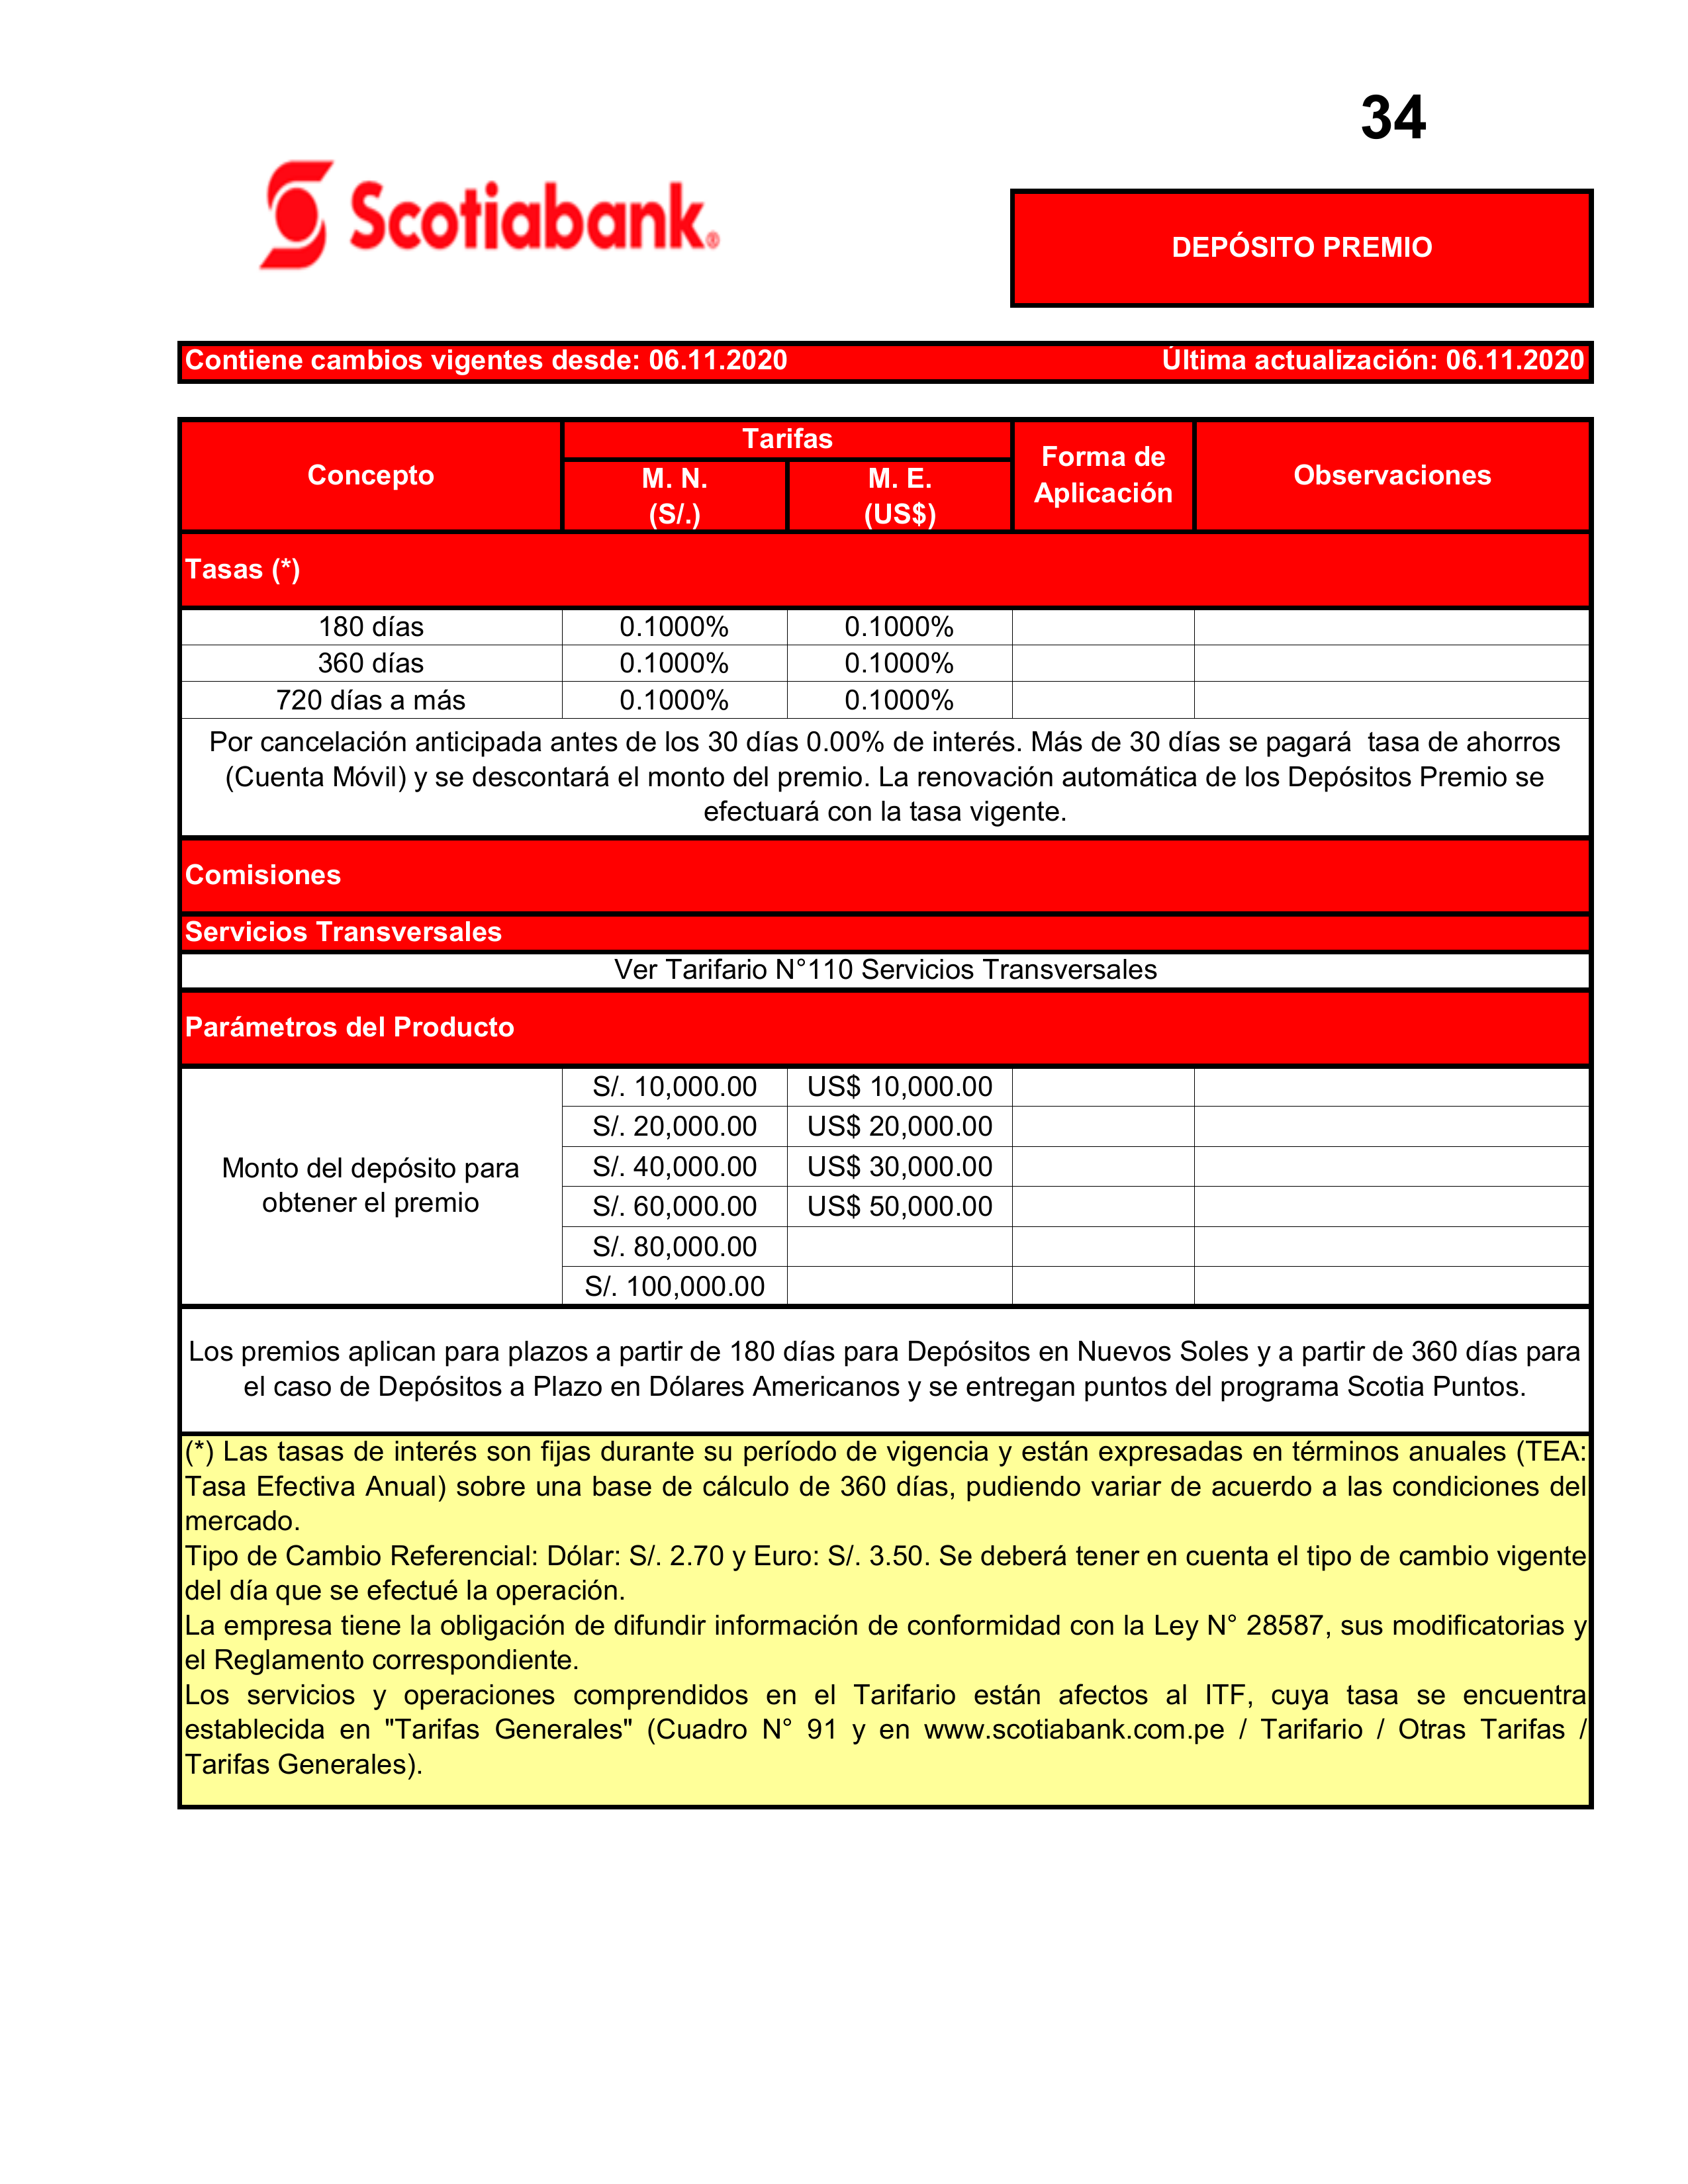 34
Scotiabank®
DEPÓSITO PREMIO
Contiene cambios vigentes desde: 06.11.2020 Última actualización: 06.11.2020
Concepto Tarifas Forma de Aplicación Observaciones
M. N. (S/.) M. E. (US$)
Tasas (*)
180 días 0.1000% 0.1000%
360 días 0.1000% 0.1000%
720 días a más 0.1000% 0.1000%
Por cancelación anticipada antes de los 30 días 0.00% de interés. Más de 30 días se pagará tasa de ahorros
(Cuenta Móvil) y se descontará el monto del premio. La renovación automática de los Depósitos Premio se
efectuará con la tasa vigente.
Comisiones
Servicios Transversales
Ver Tarifario N°110 Servicios Transversales
Parámetros del Producto
Monto del depósito para
obtener el premio
S/. 10,000.00 US$ 10,000.00
S/. 20,000.00 US$ 20,000.00
S/. 40,000.00 US$ 30,000.00
S/. 60,000.00 US$ 50,000.00
S/. 80,000.00
S/. 100,000.00
Los premios aplican para plazos a partir de 180 días para Depósitos en Nuevos Soles y a partir de 360 días para
el caso de Depósitos a Plazo en Dólares Americanos y se entregan puntos del programa Scotia Puntos.
(*) Las tasas de interés son fijas durante su período de vigencia y están expresadas en términos anuales (TEA:
Tasa Efectiva Anual) sobre una base de cálculo de 360 días, pudiendo variar de acuerdo a las condiciones del
mercado.
Tipo de Cambio Referencial: Dólar: S/. 2.70 y Euro: S/. 3.50. Se deberá tener en cuenta el tipo de cambio vigente
del día que se efectué la operación.
La empresa tiene la obligación de difundir información de conformidad con la Ley N° 28587, sus modificatorias y
el Reglamento correspondiente.
Los servicios y operaciones comprendidos en el Tarifario están afectos al ITF, cuya tasa se encuentra
establecida en "Tarifas Generales" (Cuadro N° 91 y en www.scotiabank.com.pe / Tarifario / Otras Tarifas /
Tarifas Generales).